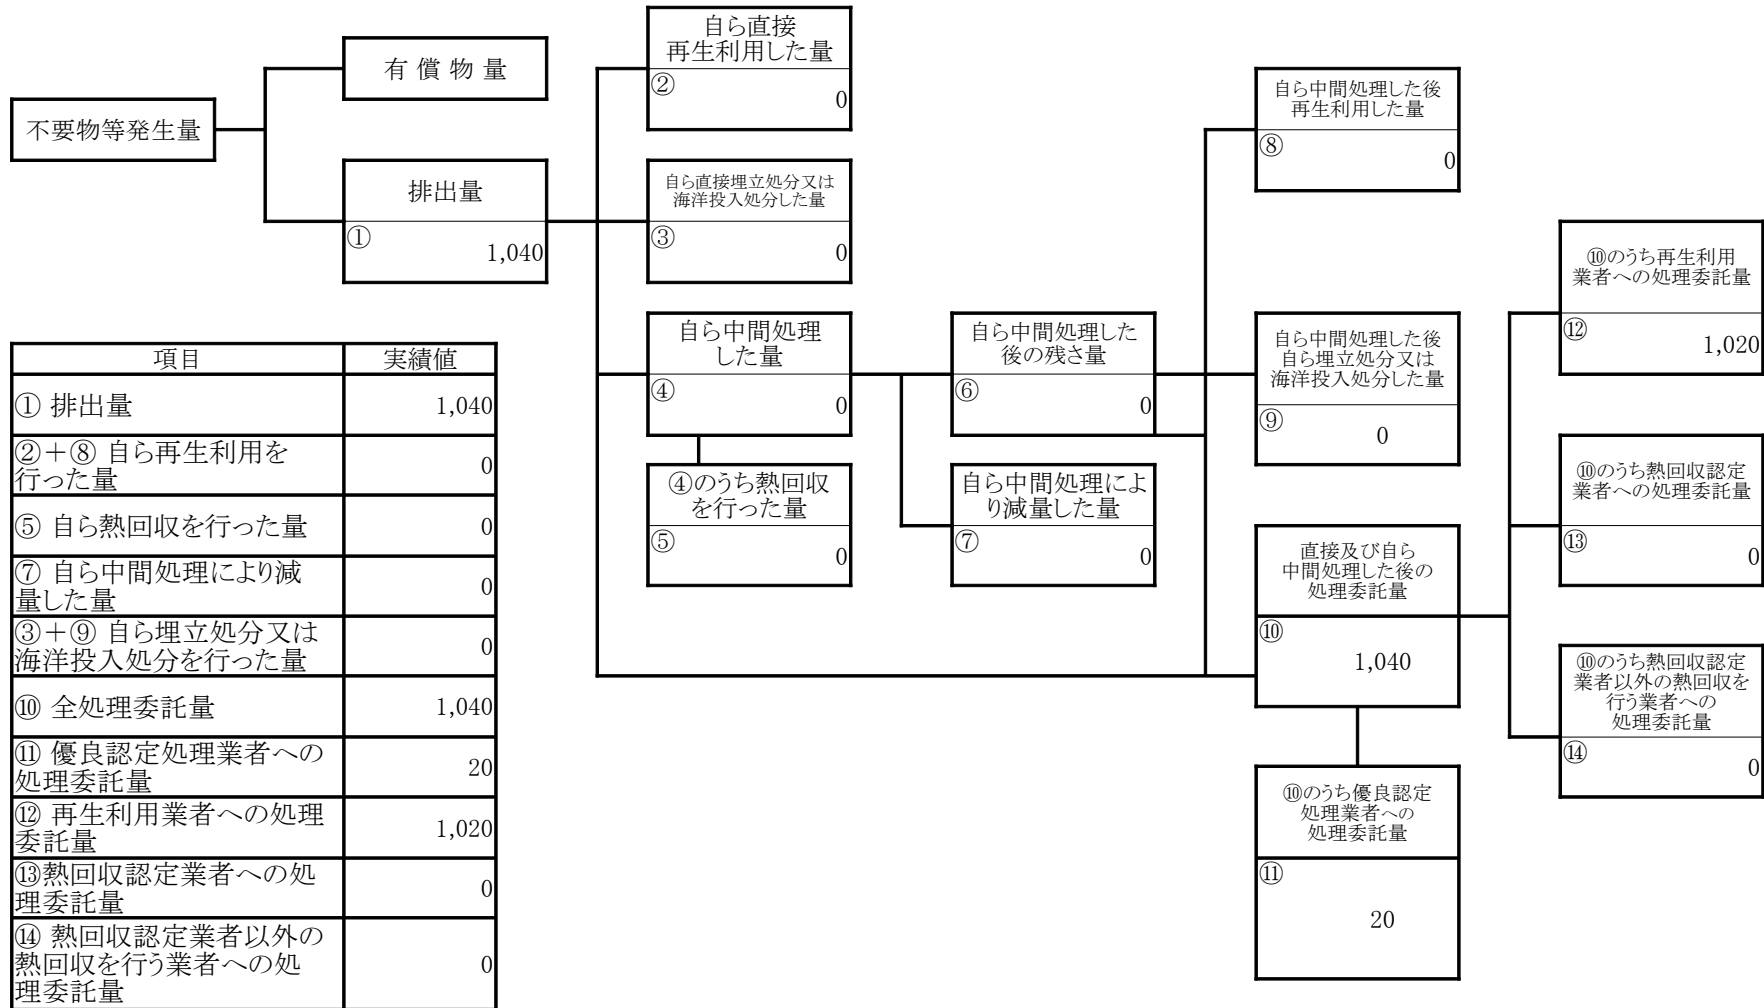 不要物等発生量
有 償 物 量
排出量
①
1,040
自ら直接
再生利用した量
②
0
自ら直接埋立処分又は
海洋投入処分した量
③
0
自ら中間処理
した量
④
0
④のうち熱回収
を行った量
⑤
0
自ら中間処理した
後の残さ量
⑥
0
自ら中間処理によ
り減量した量
⑦
0
自ら中間処理した後
再生利用した量
⑧
0
自ら中間処理した後
自ら埋立処分又は
海洋投入処分した量
⑨
0
直接及び自ら
中間処理した後の
処理委託量
⑩
1,040
⑩のうち優良認定
処理業者への
処理委託量
⑪
20
⑩のうち再生利用
業者への処理委託量
⑫
1,020
⑩のうち熱回収認定
業者への処理委託量
⑬
0
⑩のうち熱回収認定
業者以外の熱回収を
行う業者への
処理委託量
⑭
0
項目 実績値
① 排出量 1,040
②＋⑧ 自ら再生利用を
行った量 0
⑤ 自ら熱回収を行った量 0
⑦ 自ら中間処理により減
量した量 0
③＋⑨ 自ら埋立処分又は
海洋投入処分を行った量 0
⑩ 全処理委託量 1,040
⑪ 優良認定処理業者への
処理委託量 20
⑫ 再生利用業者への処理
委託量 1,020
⑬熱回収認定業者への処
理委託量 0
⑭ 熱回収認定業者以外の
熱回収を行う業者への処
理委託量 0